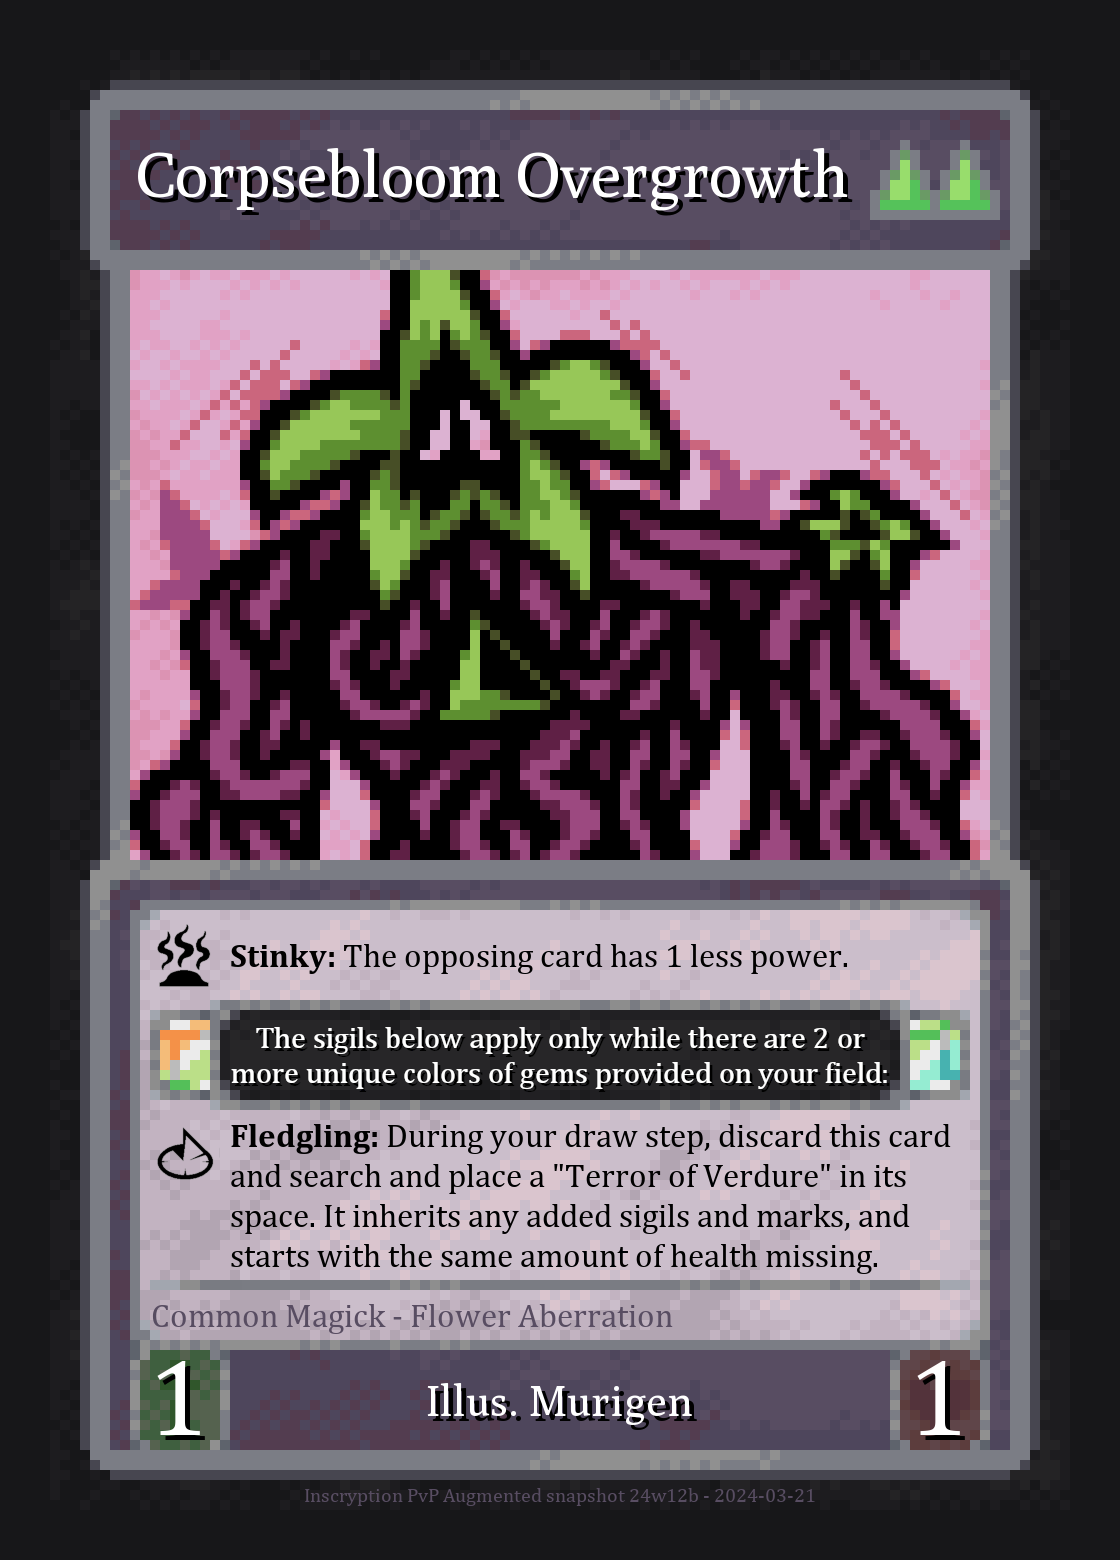 Corpsebloom Overgrowth
Stinky: The opposing card has 1 less power.
The sigils below apply only while there are 2 or
more unique colors of gems provided on your field:
Fledgling: During your draw step, discard this card
and search and place a "Terror of Verdure" in its
space. It inherits any added sigils and marks, and
starts with the same amount of health missing.
Common Magick - Flower Aberration
1 Illus. Murigen 1
Inscryption PvP Augmented snapshot 24w12b - 2024-03-21